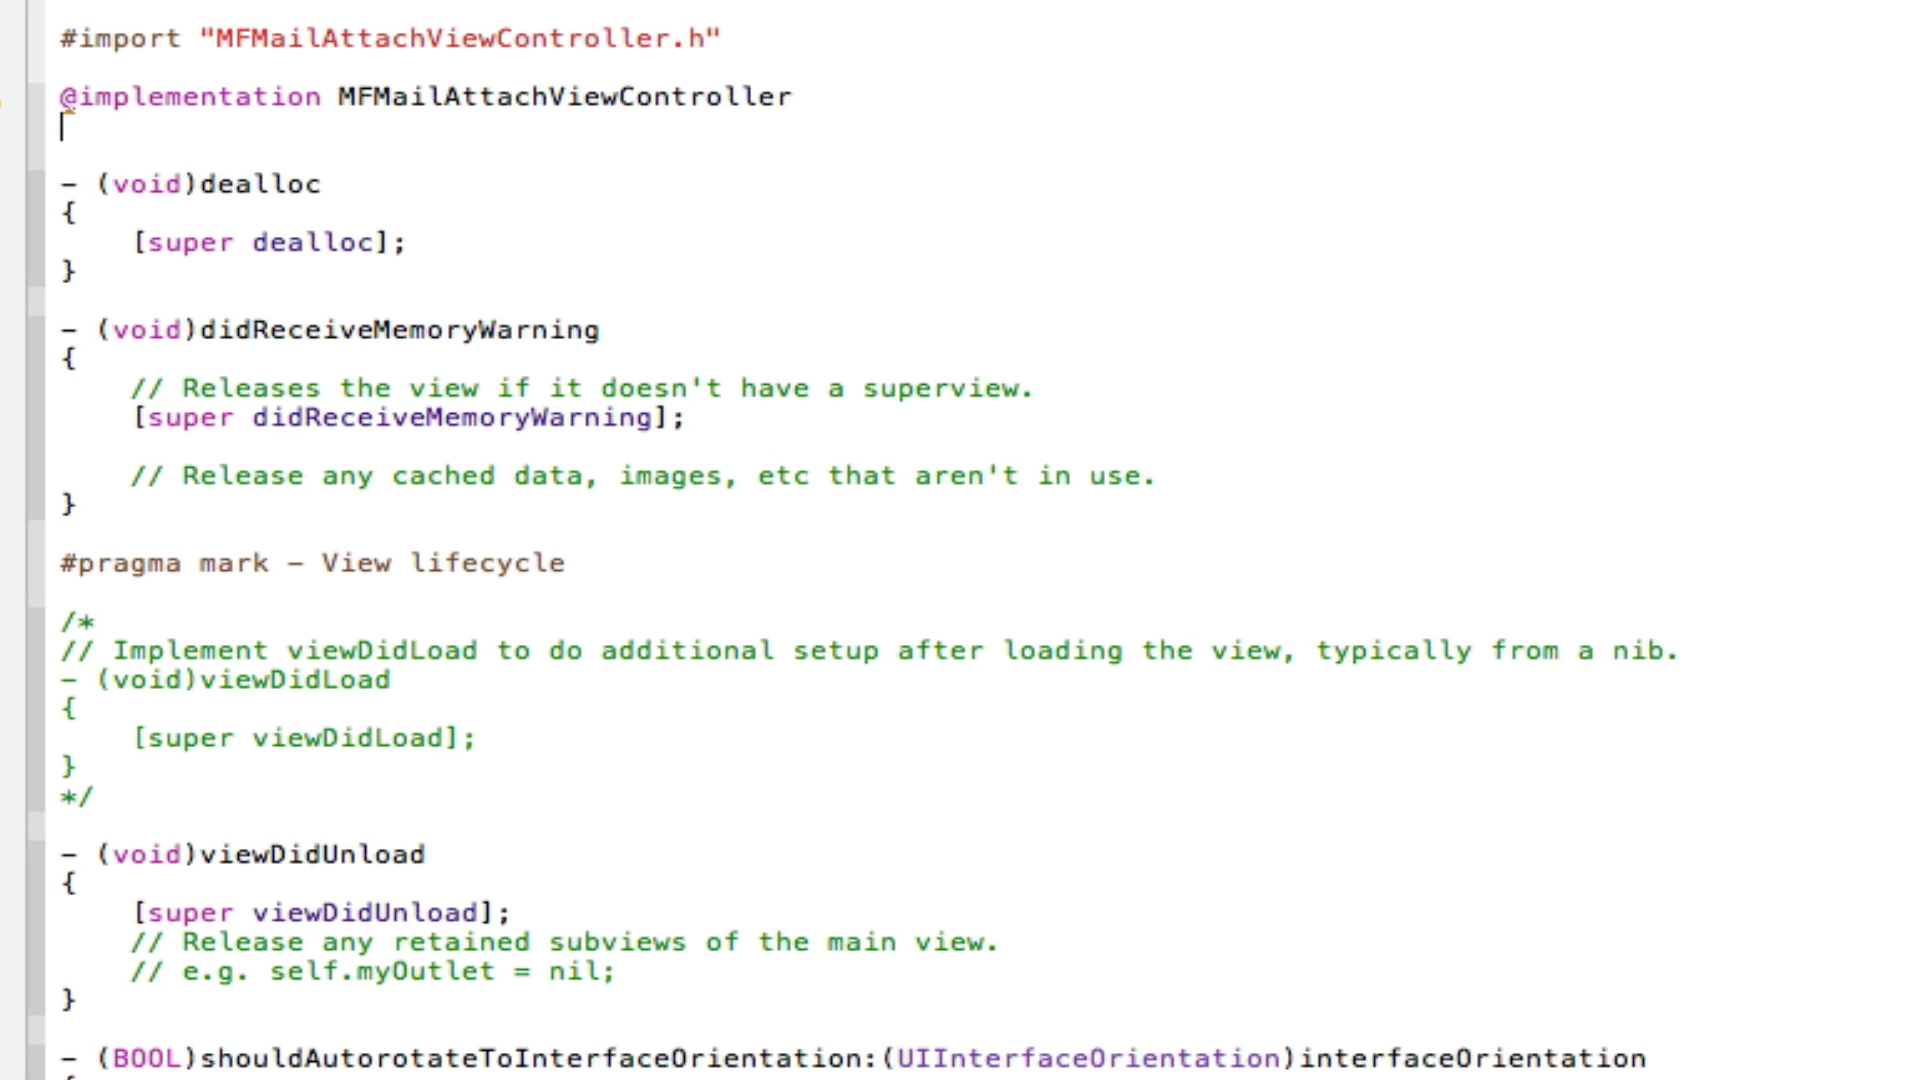 #import "MFMailAttachViewController.h"
@implementation MFMailAttachViewController
- (void)dealloc
{
[super dealloc];
}
- (void)didReceiveMemoryWarning
{
// Releases the view if it doesn't have a superview.
[super didReceiveMemoryWarning];
// Release any cached data, images, etc that aren't in use.
}
#pragma mark - View lifecycle
/*
// Implement viewDidLoad to do additional setup after loading the view, typically from a nib.
- (void)viewDidLoad
{
[super viewDidLoad];
}
*/
- (void)viewDidUnload
{
[super viewDidUnload];
// Release any retained subviews of the main view.
// e.g. self.myOutlet = nil;
}
- (BOOL)shouldAutorotateToInterfaceOrientation:(UIInterfaceOrientation)interfaceOrientation